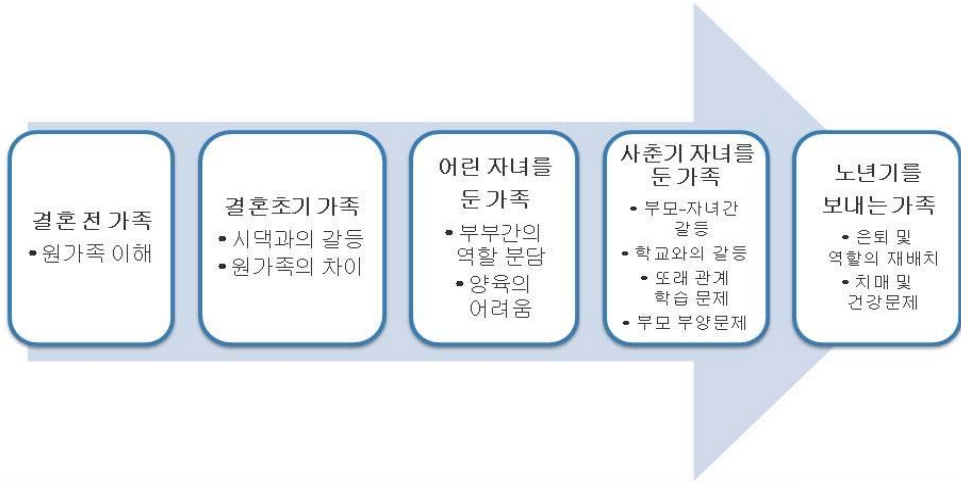 결혼 전 가족
• 원가족 이해
결혼초기 가족
• 시댁과의 갈등
• 원가족의 차이
어린 자녀를
둔 가족
• 부부간의
역할 분담
• 양육의
어려움
사춘기 자녀를
둔 가족
• 부모-자녀간
갈등
• 학교와의 갈등
• 또래 관계
학습 문제
• 부모 부양문제
노년기를
보내는 가족
• 은퇴 및
역할의 재배치
• 치매 및
건강문제